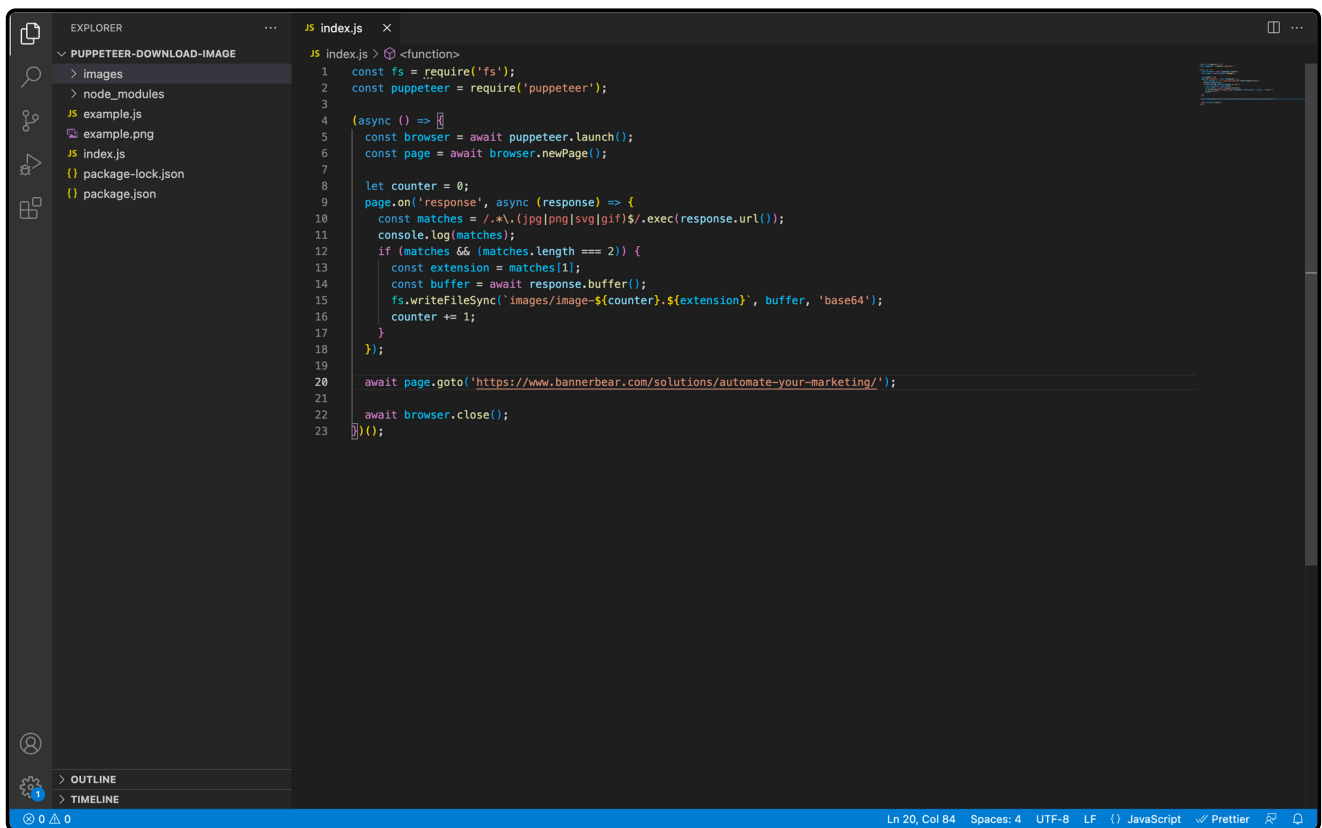 EXPLORER
PUPPETEER-DOWNLOAD-IMAGE
images
node_modules
JS example.js
example.png
JS index.js
{} package-lock.json
{} package.json
OUTLINE
TIMELINE
JS index.js
JS index.js > <function>
1 const fs = require('fs');
2 const puppeteer = require('puppeteer');
3
4 (async () => {
5 const browser = await puppeteer.launch();
6 const page = await browser.newPage();
7
8 let counter = 0;
9 page.on('response', async (response) => {
10 const matches = /.*\.(jpg|png|svg|gif)$/.exec(response.url());
11 console.log(matches);
12 if (matches && (matches.length === 2)) {
13 const extension = matches[1];
14 const buffer = await response.buffer();
15 fs.writeFileSync(`images/image-${counter}.${extension}`, buffer, 'base64');
16 counter += 1;
17 }
18 });
19
20 await page.goto('https://www.bannerbear.com/solutions/automate-your-marketing/');
21
22 await browser.close();
23 })();
1
0 0
Ln 20, Col 84 Spaces: 4 UTF-8 LF {} JavaScript Prettier